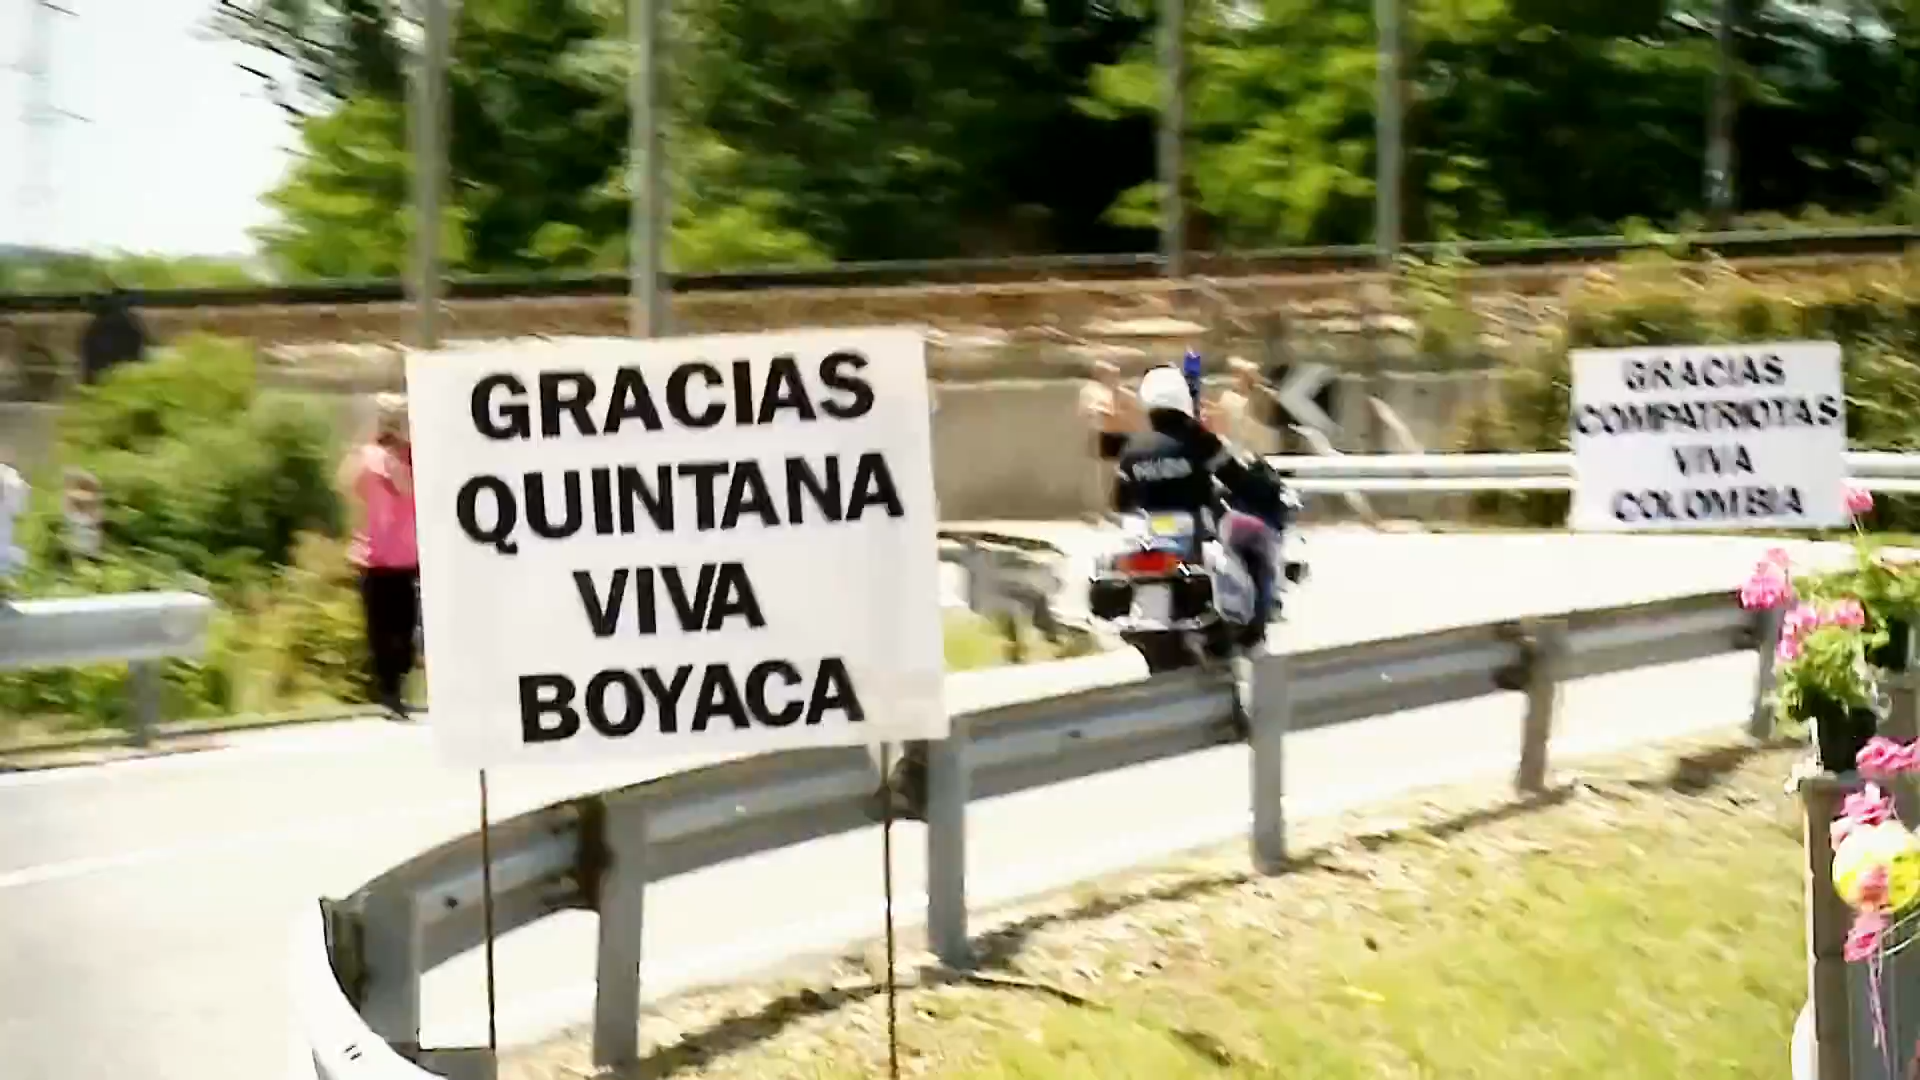 GRACIAS
QUINTANA
VIVA
BOYACA
GRACIAS
COMPATRIOTAS
VIVA
COLOMBIA